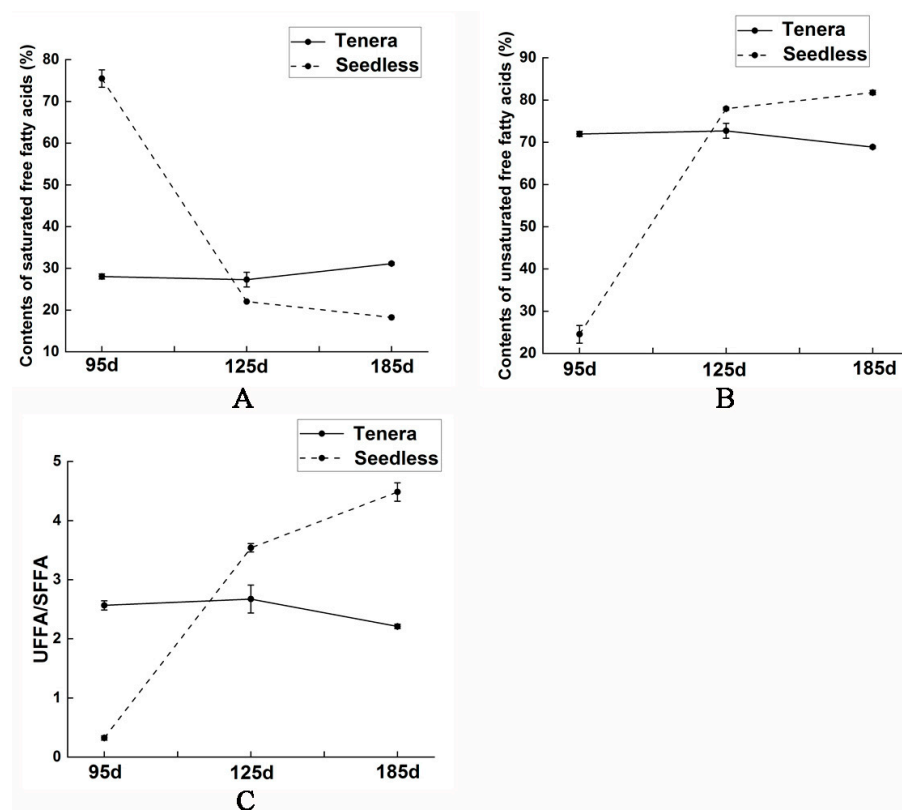 Tenera
Seedless
Contents of saturated free fatty acids (%)
80
70
60
50
40
30
20
10
95d
125d
185d
A
Tenera
Seedless
Contents of unsaturated free fatty acids (%)
90
80
70
60
50
40
30
20
95d
125d
185d
B
Tenera
Seedless
UFFA/SFFA
5
4
3
2
1
0
95d
125d
185d
C